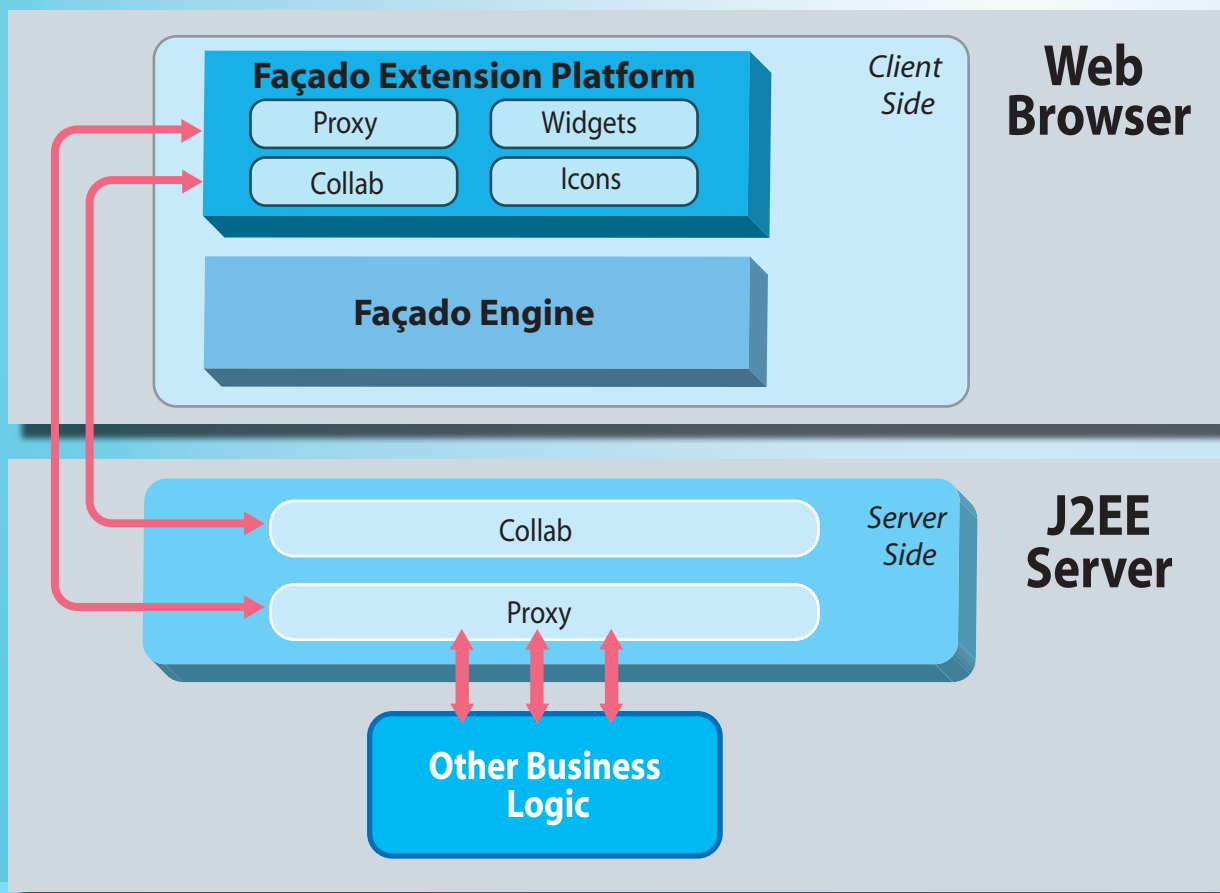 Façado Extension Platform
Proxy
Widgets
Collab
Icons
Client
Side
Web
Browser
Façado Engine
Collab
Proxy
Server
Side
J2EE
Server
Other Business
Logic